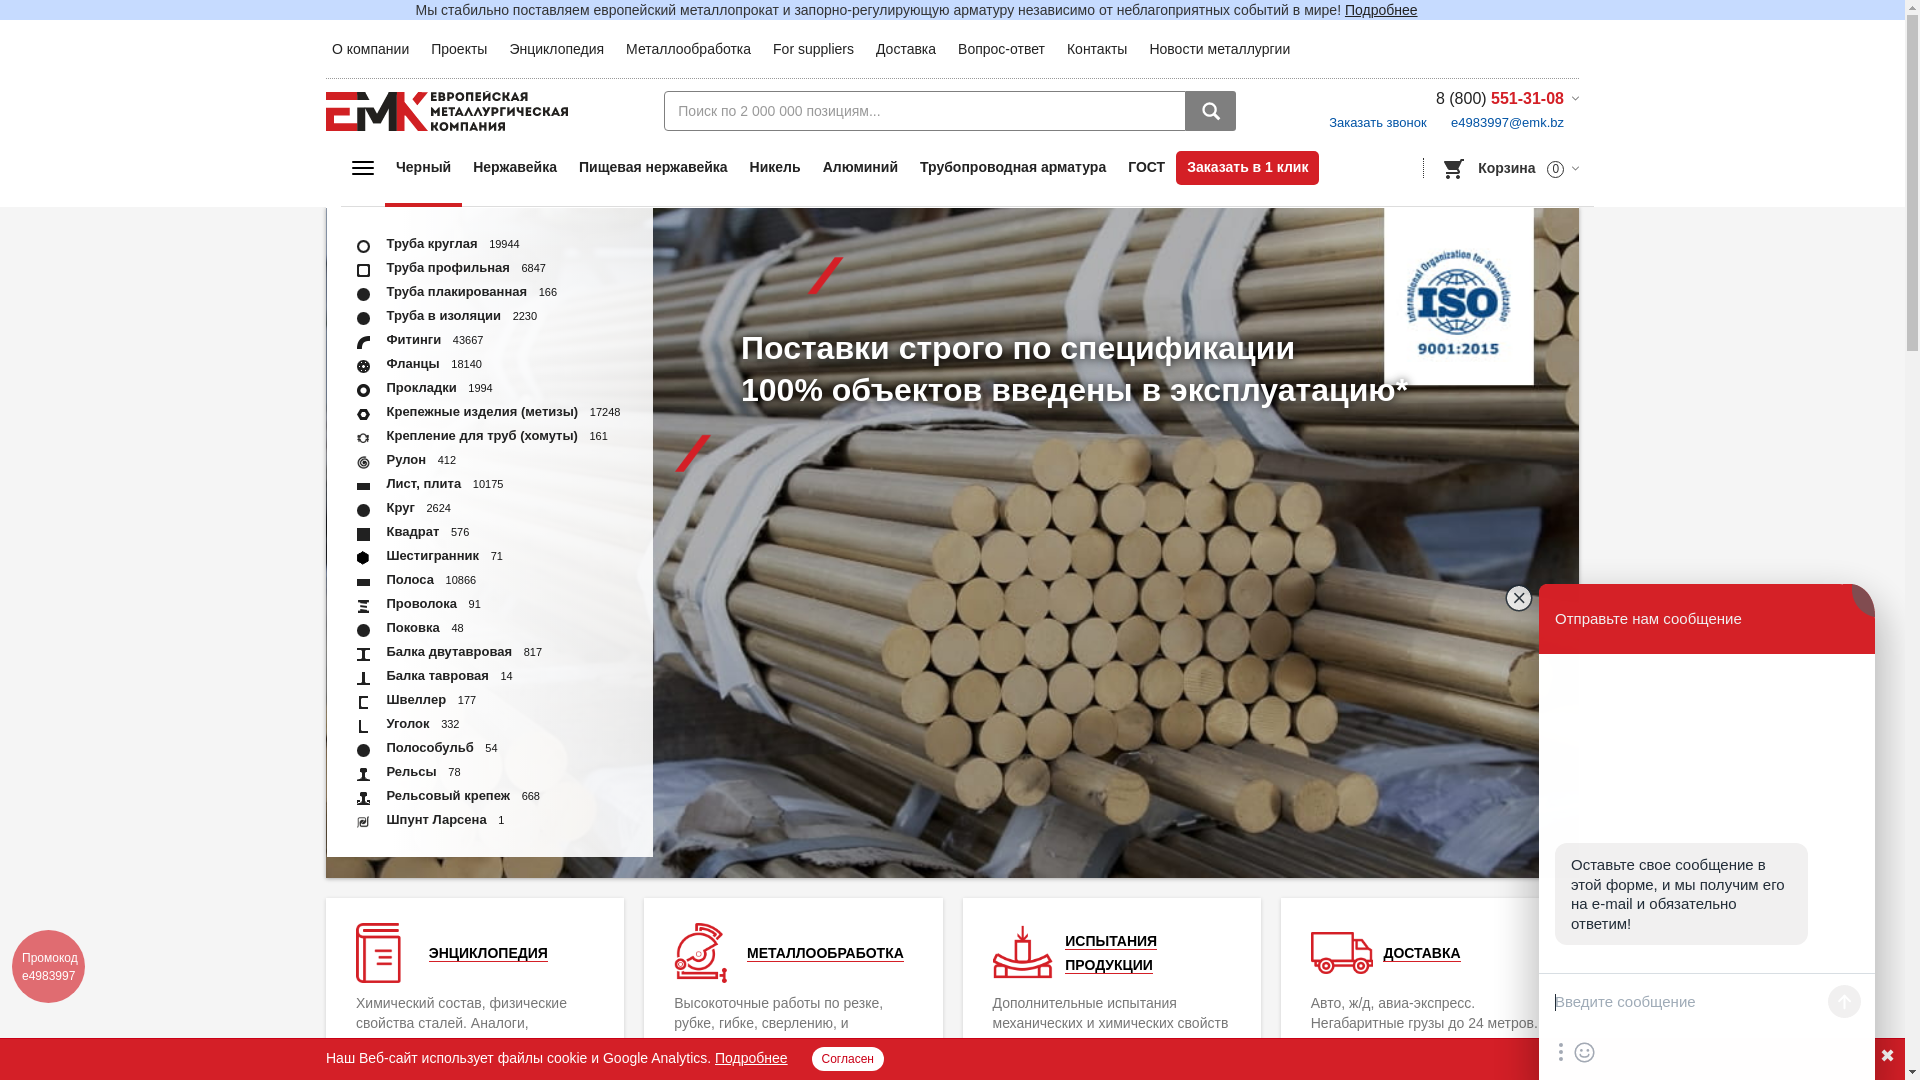 Мы стабильно поставляем европейский металлопрокат и запорно-регулирующую арматуру независимо от неблагоприятных событий в мире! Подробнее
О компании Проекты Энциклопедия Металлообработка For suppliers Доставка Вопрос-ответ Контакты Новости металлургии
ЕМК ЕВРОПЕЙСКАЯ
МЕТАЛЛУРГИЧЕСКАЯ
КОМПАНИЯ
Поиск по 2 000 000 позициям...
8 (800) 551-31-08
Заказать звонок e4983997@emk.bz
Черный Нержавейка Пищевая нержавейка Никель Алюминий Трубопроводная арматура ГОСТ Заказать в 1 клик
Корзина 0
Труба круглая 19944
Труба профильная 6847
Труба плакированная 166
Труба в изоляции 2230
Фитинги 43667
Фланцы 18140
Прокладки 1994
Крепежные изделия (метизы) 17248
Крепление для труб (хомуты) 161
Рулон 412
Лист, плита 10175
Круг 2624
Квадрат 576
Шестигранник 71
Полоса 10866
Проволока 91
Поковка 48
Балка двутавровая 817
Балка тавровая 14
Швеллер 177
Уголок 332
Полособульб 54
Рельсы 78
Рельсовый крепеж 668
Шпунт Ларсена 1
Поставки строго по спецификации
100% объектов введены в эксплуатацию*
International Organization for Standardization
ISO
9001:2015
Отправьте нам сообщение
Оставьте свое сообщение в
этой форме, и мы получим его
на e-mail и обязательно
ответим!
Введите сообщение
Промокод
e4983997
ЭНЦИКЛОПЕДИЯ
Химический состав, физические
свойства сталей. Аналоги,
МЕТАЛЛООБРАБОТКА
Высокоточные работы по резке,
рубке, гибке, сверлению, и
ИСПЫТАНИЯ
ПРОДУКЦИИ
Дополнительные испытания
механических и химических свойств
ДОСТАВКА
Авто, ж/д, авиа-экспресс.
Негабаритные грузы до 24 метров.
Наш Веб-сайт использует файлы cookie и Google Analytics. Подробнее Согласен